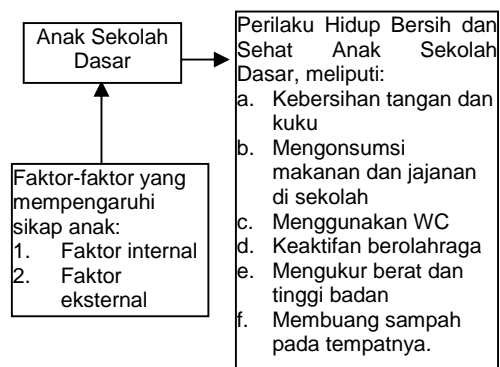 Anak Sekolah
Dasar
Perilaku Hidup Bersih dan
Sehat Anak Sekolah
Dasar, meliputi:
a. Kebersihan tangan dan
kuku
b. Mengonsumsi
makanan dan jajanan
di sekolah
c. Menggunakan WC
d. Keaktifan berolahraga
e. Mengukur berat dan
tinggi badan
f. Membuang sampah
pada tempatnya.
Faktor-faktor yang
mempengaruhi
sikap anak:
1. Faktor internal
2. Faktor
eksternal